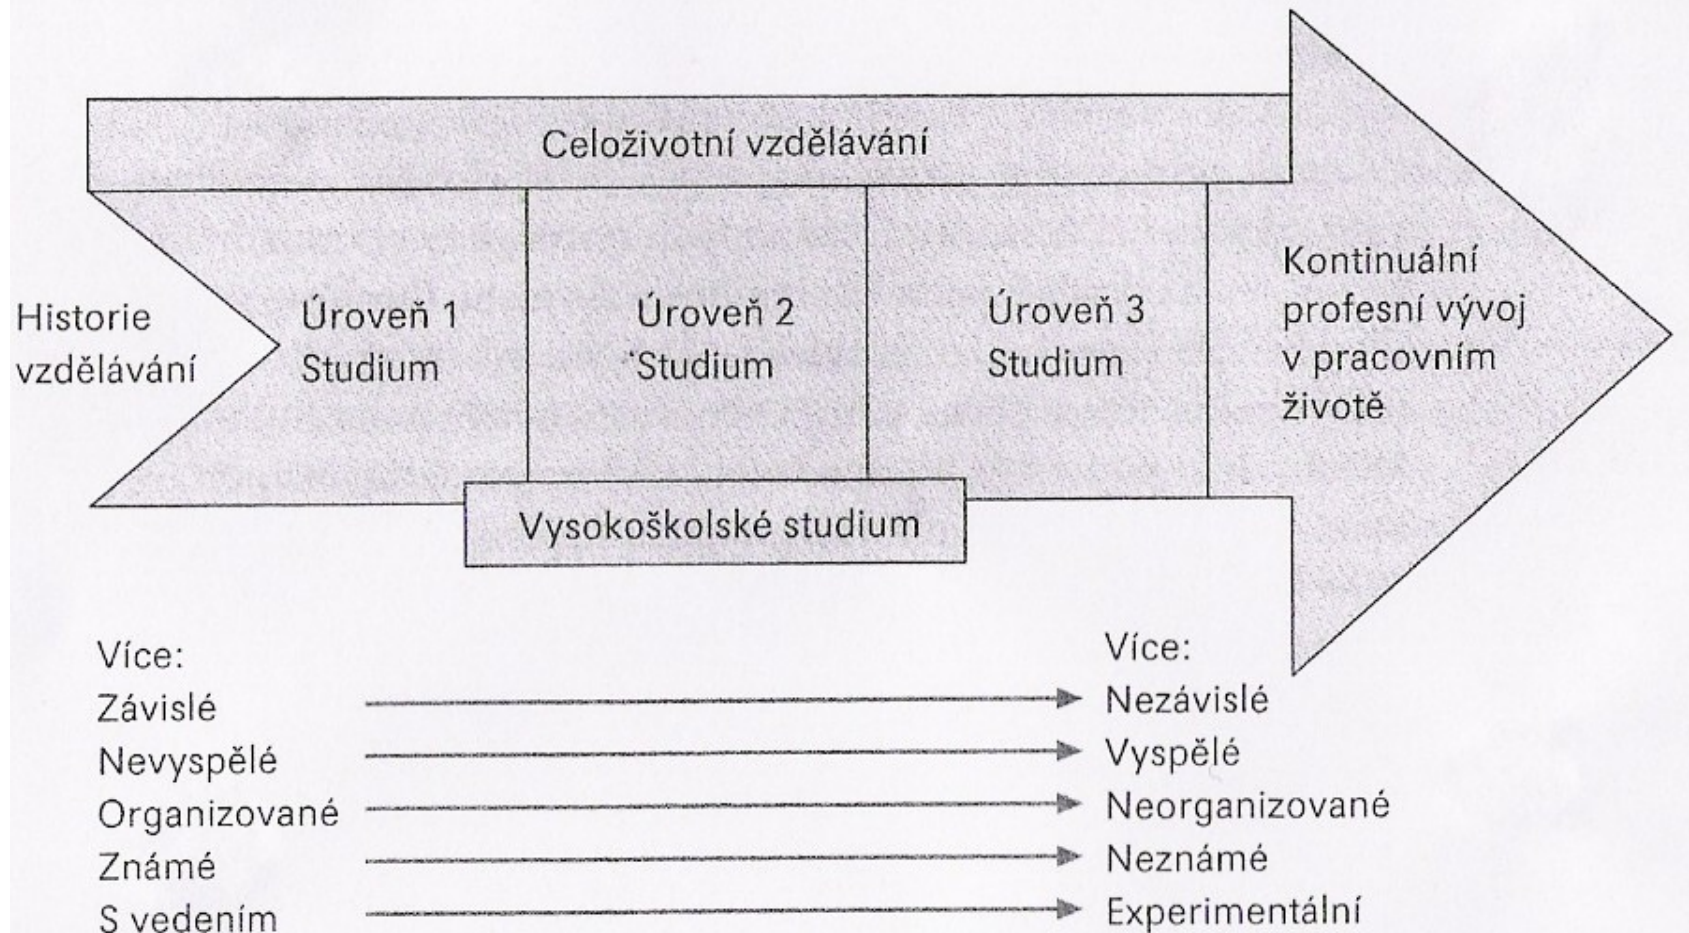 Celoživotní vzdělávání
Historie
vzdělávání
Úroveň 1
Studium
Úroveň 2
Studium
Úroveň 3
Studium
Kontinuální
profesní vývoj
v pracovním
životě
Vysokoškolské studium
Více:
Více:
Závislé
Nezávislé
Nevyspělé
Vyspělé
Organizované
Neorganizované
Známé
Neznámé
S vedením
Experimentální